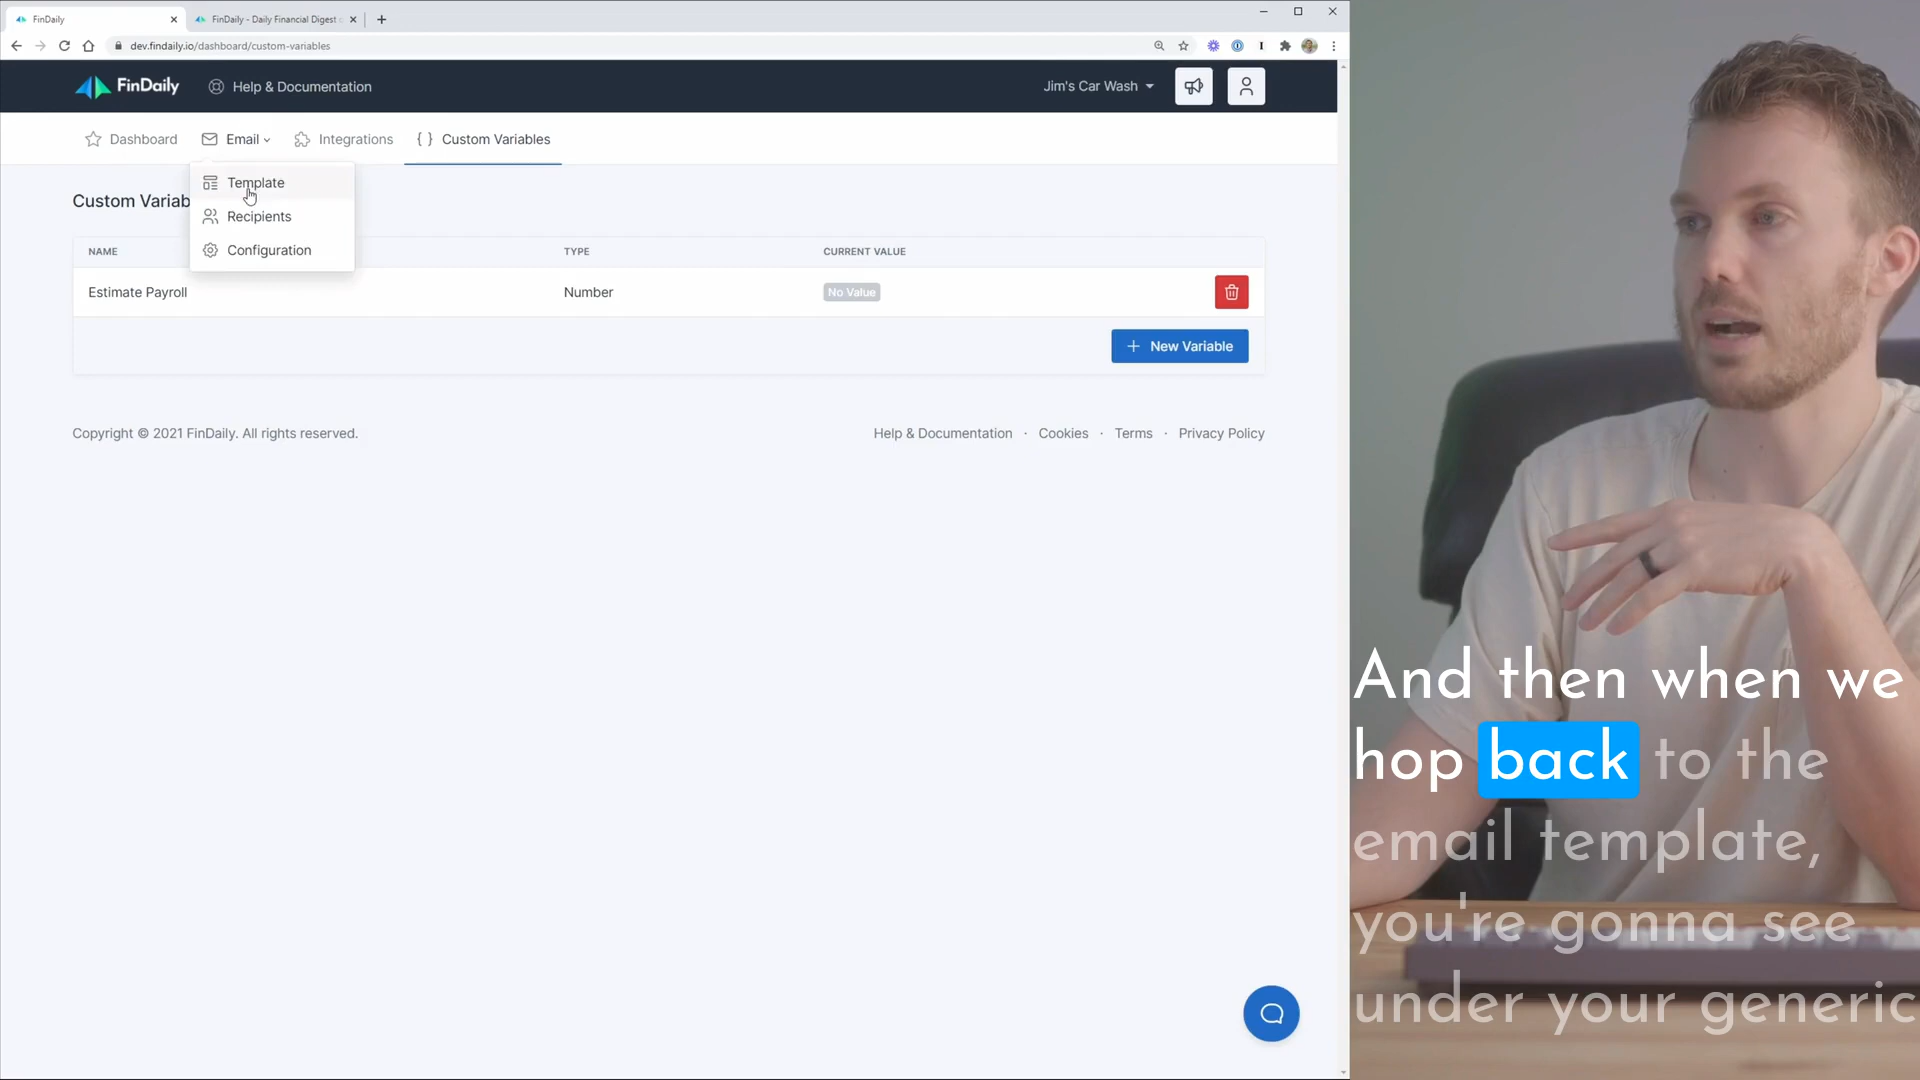 FinDaily
FinDaily - Daily Financial Digest
dev.findaily.io/dashboard/custom-variables
FinDaily
Help & Documentation
Jim's Car Wash
Dashboard
Email
Integrations
{ } Custom Variables
Template
Recipients
Configuration
Custom Variab
NAME
TYPE
CURRENT VALUE
Estimate Payroll
Number
No Value
+ New Variable
Copyright © 2021 FinDaily. All rights reserved.
Help & Documentation · Cookies · Terms · Privacy Policy
And then when we
hop back to the
email template,
you're gonna see
under your generic